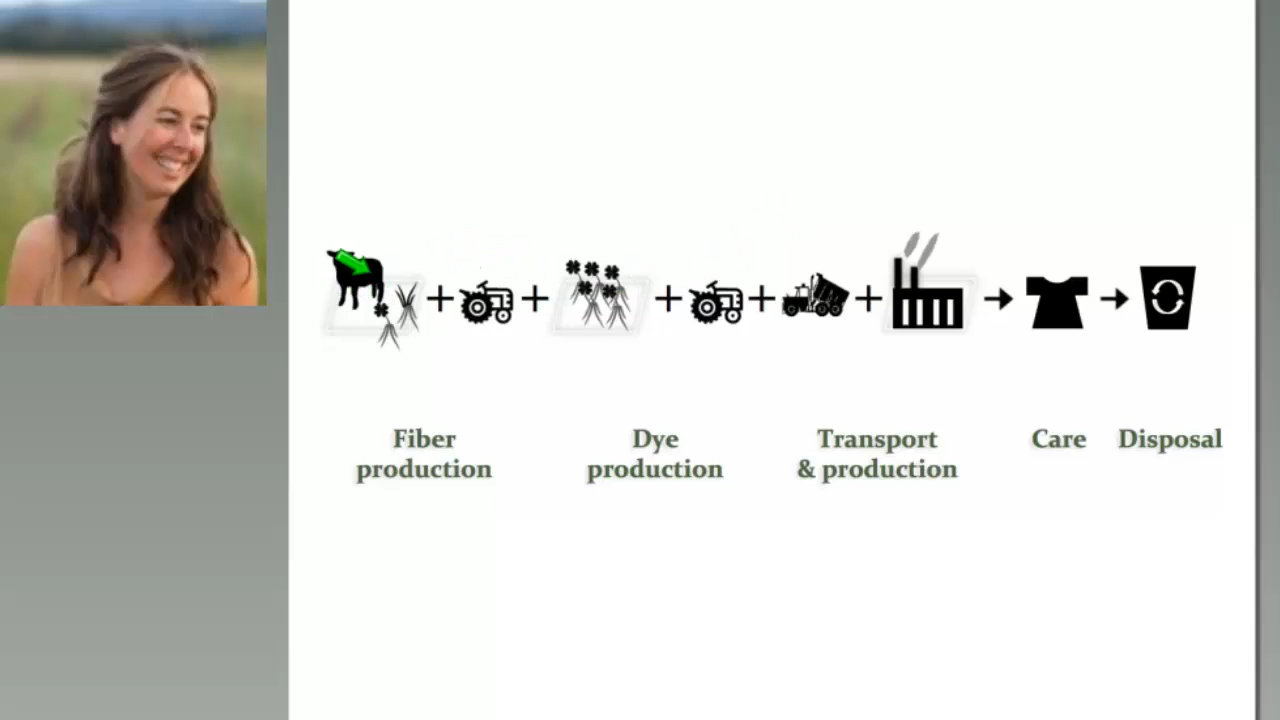 Fiber
production
Dye
production
Transport
& production
Care
Disposal